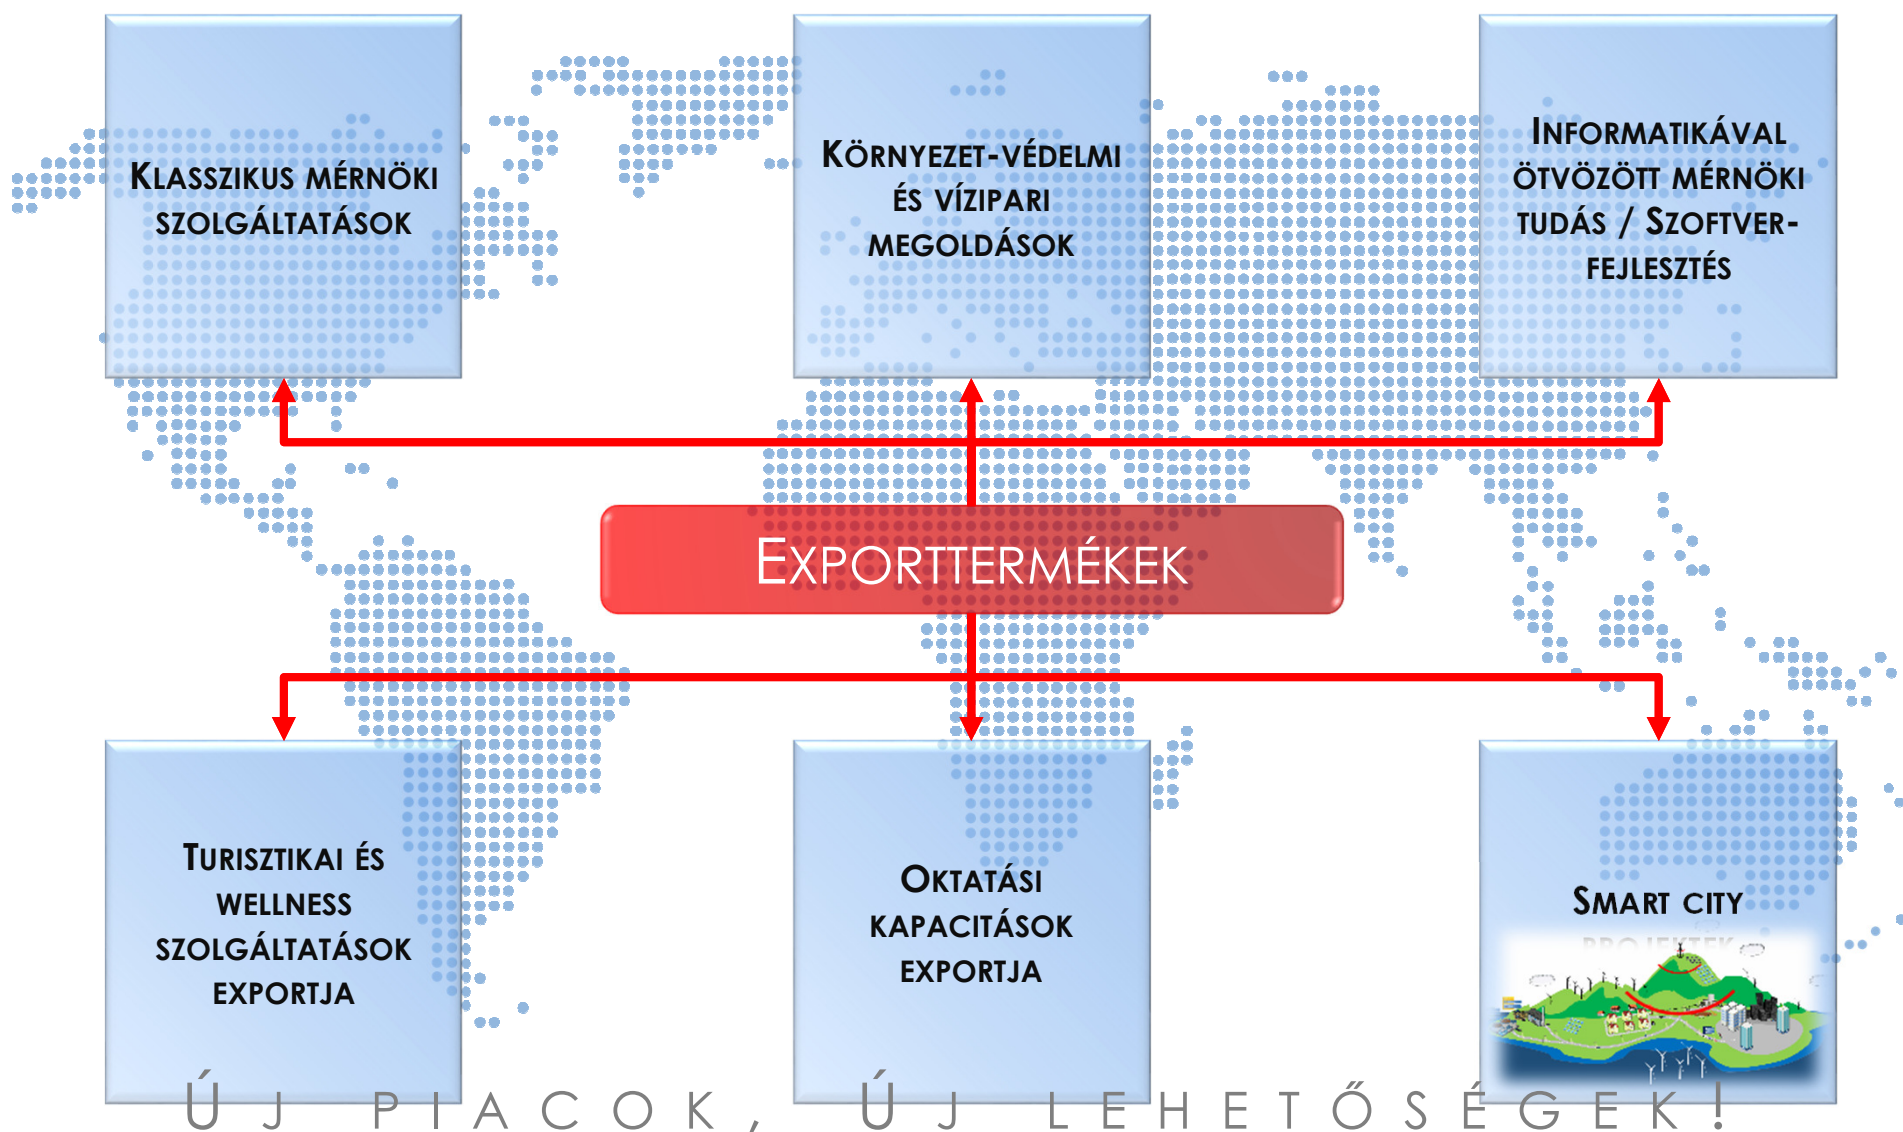 KLASSZIKUS MÉRNÖKI
SZOLGÁLTATÁSOK
KÖRNYEZET-VÉDELMI
ÉS VÍZIPARI
MEGOLDÁSOK
INFORMATIKÁVAL
ÖTVÖZÖTT MÉRNÖKI
TUDÁS / SZOFTVER-
FEJLESZTÉS
EXPORTTERMÉKEK
TURISZTIKAI ÉS
WELLNESS
SZOLGÁLTATÁSOK
EXPORTJA
OKTATÁSI
KAPACITÁSOK
EXPORTJA
SMART CITY
PROJEKTEK
ÚJ PIACOK, ÚJ LEHETŐSÉGEK!